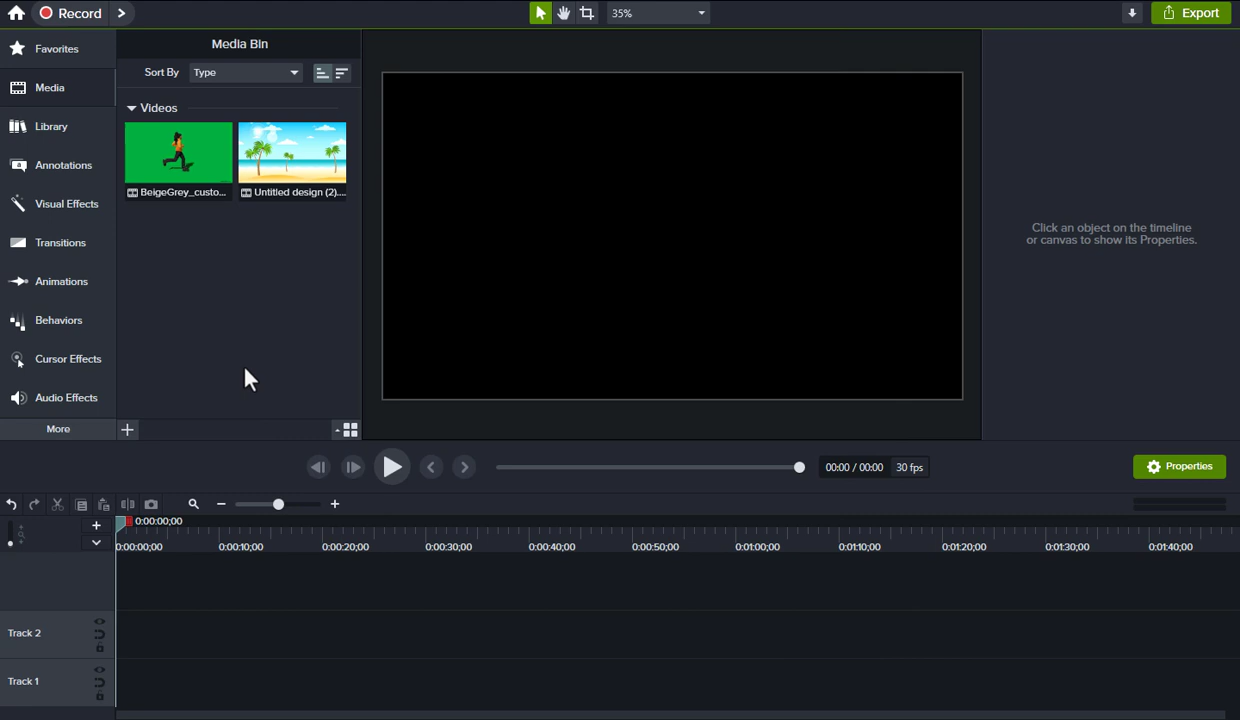 Record
35%
Export
Favorites
Media
Library
Annotations
Visual Effects
Transitions
Animations
Behaviors
Cursor Effects
Audio Effects
More
Media Bin
Sort By Type
Videos
BeigeGrey_custo...
Untitled design (2)....
Click an object on the timeline
or canvas to show its Properties.
00:00 / 00:00 30 fps
Properties
0:00:00;00
0:00:00;00 0:00:10;00 0:00:20;00 0:00:30;00 0:00:40;00 0:00:50;00 0:01:00;00 0:01:10;00 0:01:20;00 0:01:30;00 0:01:40;00
Track 2
Track 1